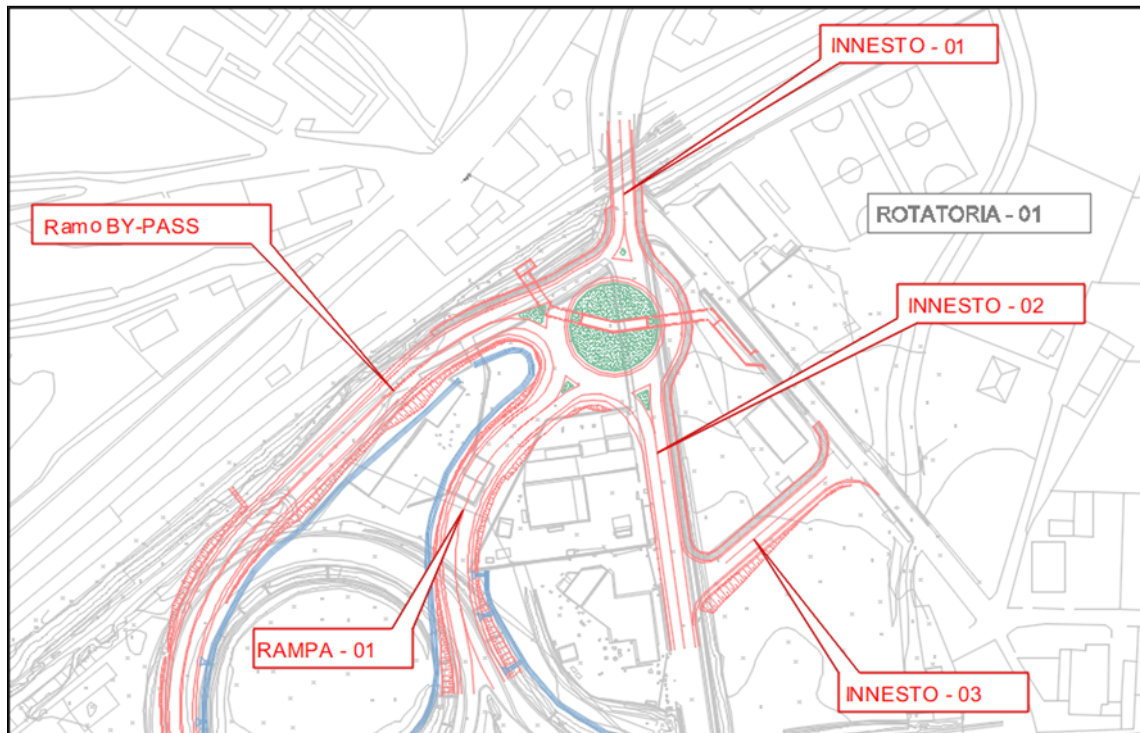 INNESTO - 01
ROTATORIA - 01
Ramo BY-PASS
INNESTO - 02
RAMPA - 01
INNESTO - 03